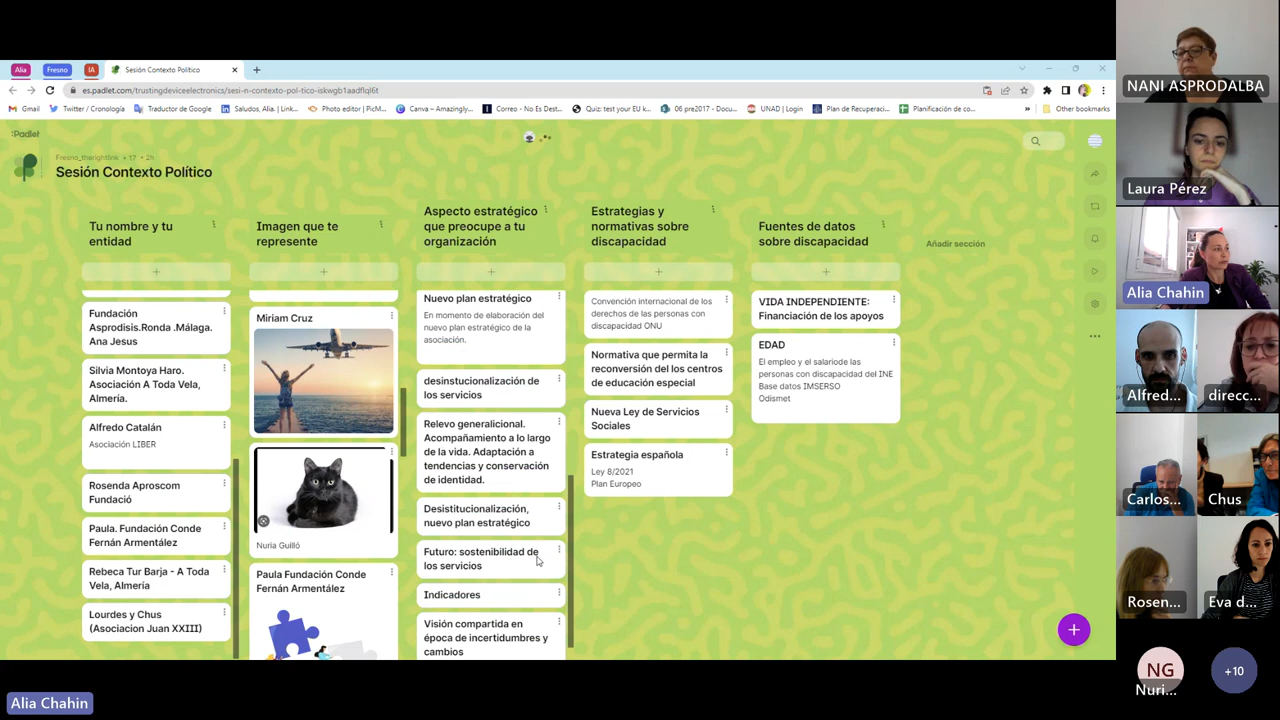 Alia
Fresno
IA
Sesión Contexto Político
es.padlet.com/trustingdeviceelectronics/sesi-n-contexto-pol-tico-iskwgb1aadflql6t
Gmail
Twitter / Cronología
Traductor de Google
Saludos, Alia. | Link...
Photo editor | PicM...
Canva – Amazingly...
Correo - No Es Dest...
Quiz: test your EU k...
06 pre2017 - Docu...
UNAD | Login
Plan de Recuperaci...
Planificación de co...
»
Other bookmarks
:Padlet
Fresno_therightlink + 17 • 2h
Sesión Contexto Político
Tu nombre y tu
entidad
Fundación
Asprodisis.Ronda .Málaga.
Ana Jesus
Silvia Montoya Haro.
Asociación A Toda Vela,
Almería.
Alfredo Catalán
Asociación LIBER
Rosenda Aproscom
Fundació
Paula. Fundación Conde
Fernán Armentález
Rebeca Tur Barja - A Toda
Vela, Almería
Lourdes y Chus
(Asociacion Juan XXIII)
Imagen que te
represente
Miriam Cruz
Nuria Guilló
Paula Fundación Conde
Fernán Armentález
Aspecto estratégico
que preocupe a tu
organización
Nuevo plan estratégico
En momento de elaboración del
nuevo plan estratégico de la
asociación.
desinstucionalización de
los servicios
Relevo generalicional.
Acompañamiento a lo largo
de la vida. Adaptación a
tendencias y conservación
de identidad.
Desistitucionalización,
nuevo plan estratégico
Futuro: sostenibilidad de
los servicios
Indicadores
Visión compartida en
época de incertidumbres y
cambios
Estrategias y
normativas sobre
discapacidad
Convención internacional de los
derechos de las personas con
discapacidad ONU
Normativa que permita la
reconversión del los centros
de educación especial
Nueva Ley de Servicios
Sociales
Estrategia española
Ley 8/2021
Plan Europeo
Fuentes de datos
sobre discapacidad
VIDA INDEPENDIENTE:
Financiación de los apoyos
EDAD
El empleo y el salariode las
personas con discapacidad del INE
Base datos IMSERSO
Odismet
Añadir sección
NANI ASPRODALBA
Laura Pérez
Alia Chahin
Alfred...
direcc...
Carlos...
Chus
Rosen...
Eva d...
NG
Nuri...
+10
Alia Chahin